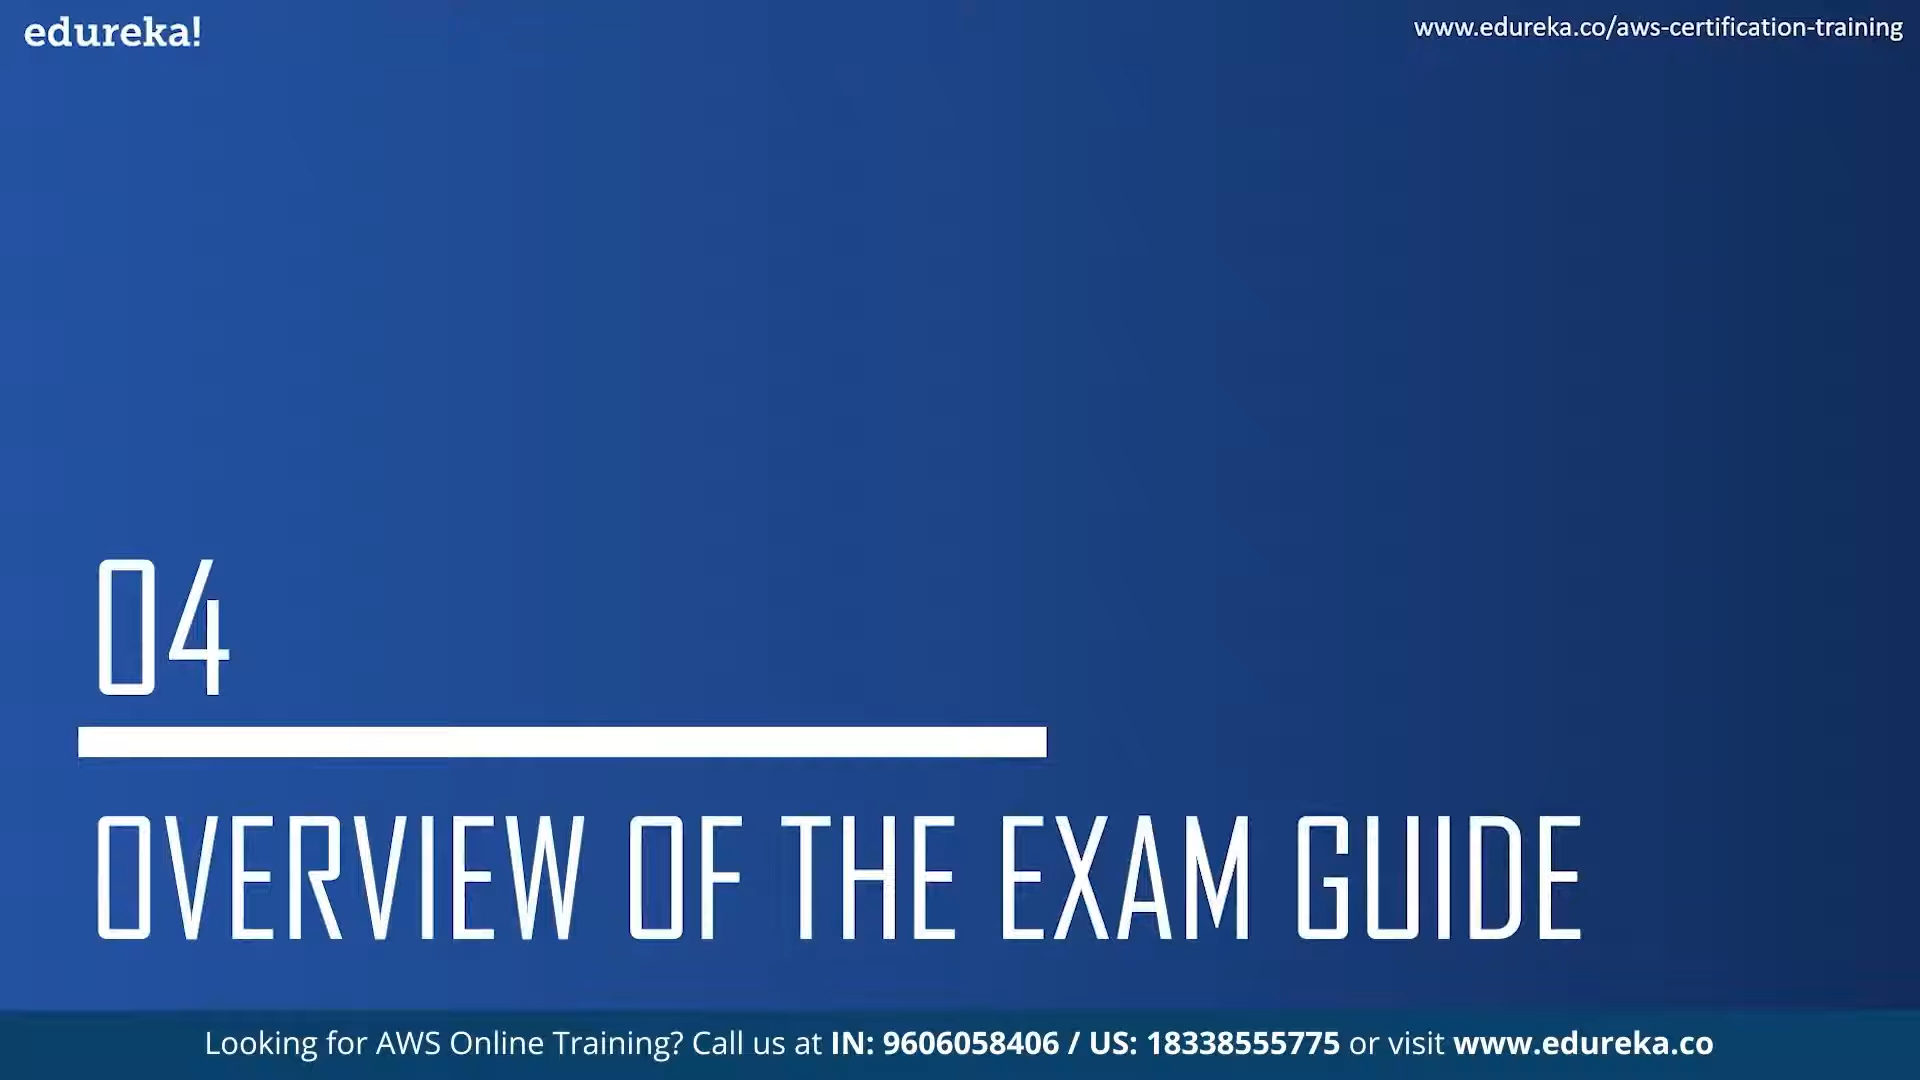 edureka!
www.edureka.co/aws-certification-training
04
OVERVIEW OF THE EXAM GUIDE
Looking for AWS Online Training? Call us at IN: 9606058406 / US: 18338555775 or visit www.edureka.co